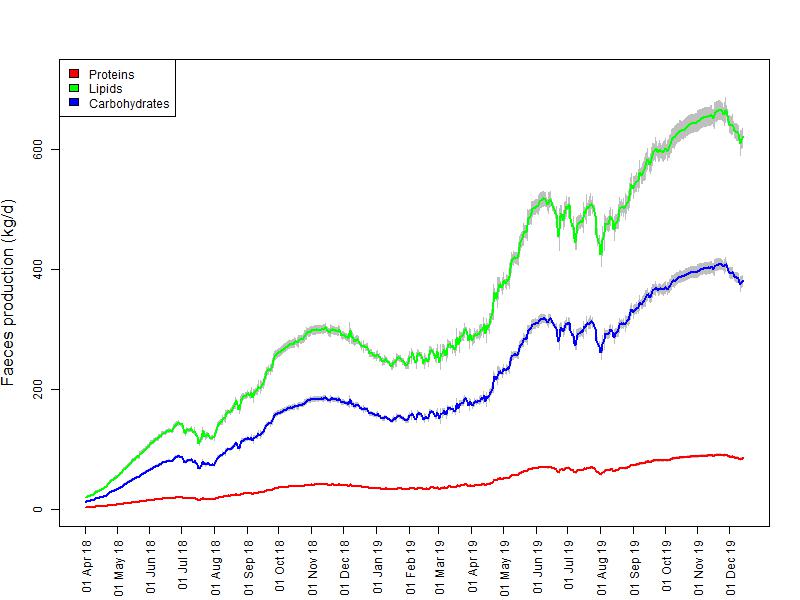 Proteins
Lipids
Carbohydrates
Faeces production (kg/d)
600
400
200
0
01 Apr 18
01 May 18
01 Jun 18
01 Jul 18
01 Aug 18
01 Sep 18
01 Oct 18
01 Nov 18
01 Dec 18
01 Jan 19
01 Feb 19
01 Mar 19
01 Apr 19
01 May 19
01 Jun 19
01 Jul 19
01 Aug 19
01 Sep 19
01 Oct 19
01 Nov 19
01 Dec 19